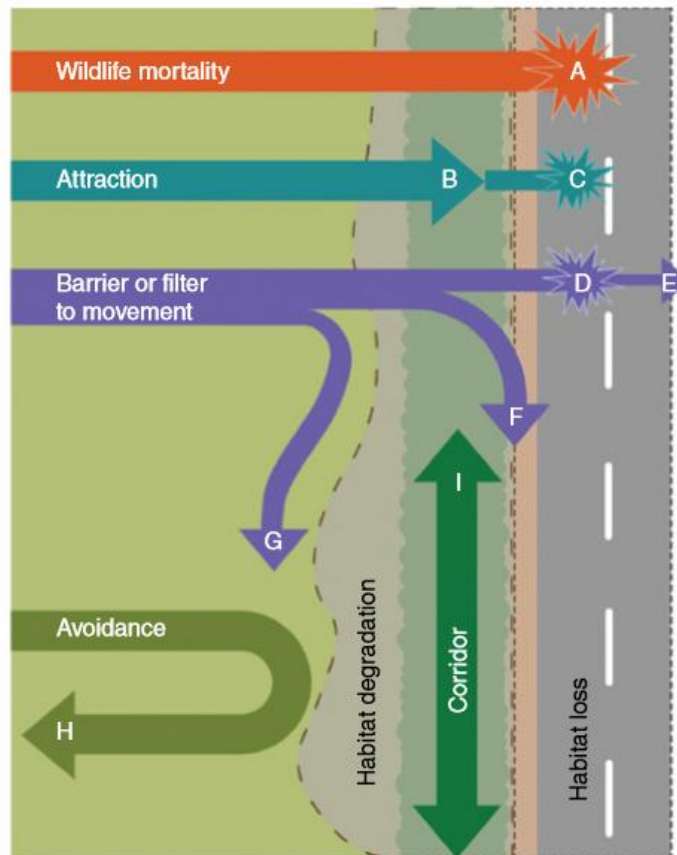 Wildlife mortality
A
Attraction
B
C
Barrier or filter
to movement
D
E
F
G
I
Avoidance
H
Habitat degradation
Corridor
Habitat loss